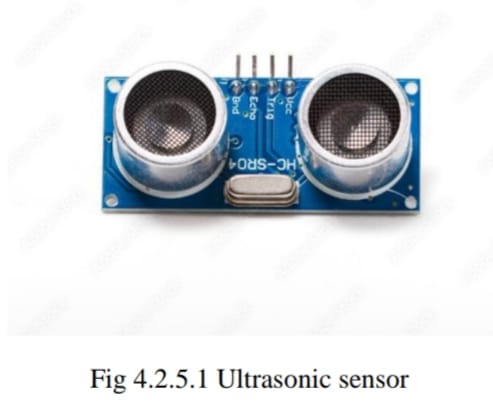 Gnd Echo Trig Vcc
HC-SR04
Fig 4.2.5.1 Ultrasonic sensor